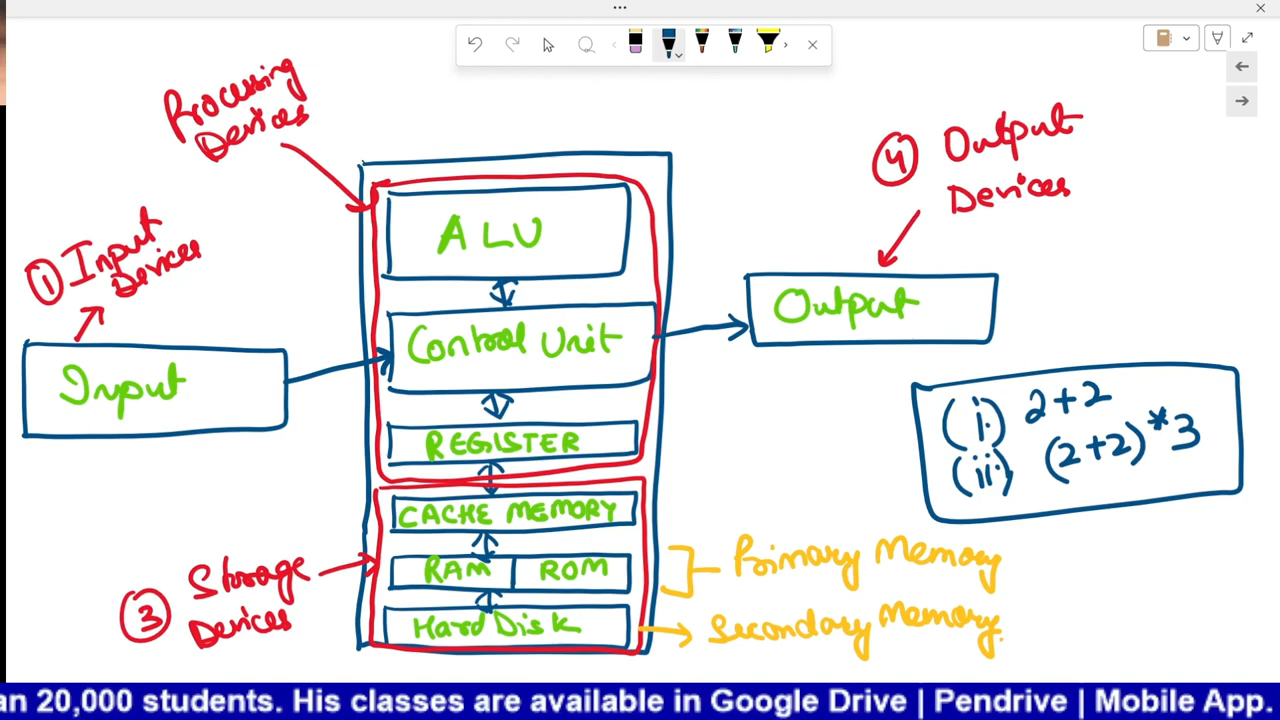 Processing
Devices
① Input
Devices
Input
ALU
Control Unit
REGISTER
CACHE MEMORY
RAM ROM
Hard Disk
③ Storage
Devices
④ Output
Devices
Output
(i) 2+2
(ii) (2+2)*3
Primary Memory
Secondary Memory.
an 20,000 students. His classes are available in Google Drive | Pendrive | Mobile App.